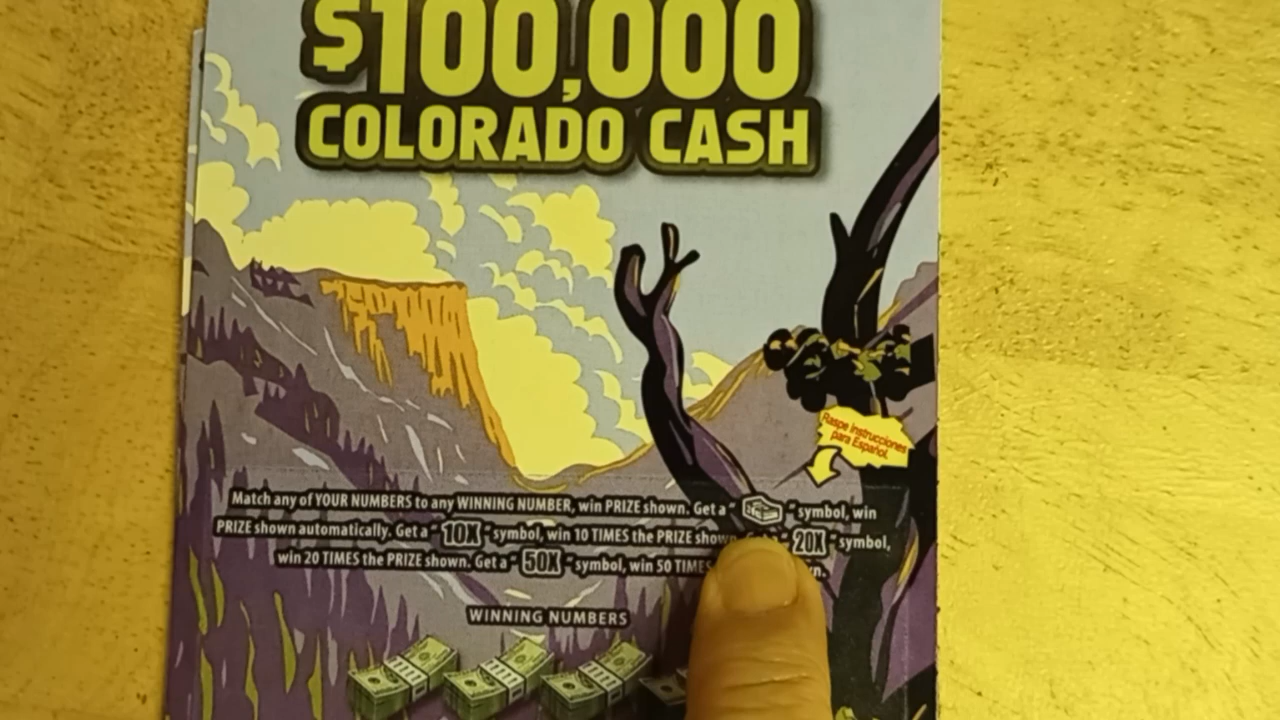 $100,000
COLORADO CASH
Raspe Instrucciones
para Español.
Match any of YOUR NUMBERS to any WINNING NUMBER, win PRIZE shown. Get a " " symbol, win
PRIZE shown automatically. Get a "10X" symbol, win 10 TIMES the PRIZE shown. "20X" symbol,
win 20 TIMES the PRIZE shown. Get a "50X" symbol, win 50 TIMES
WINNING NUMBERS